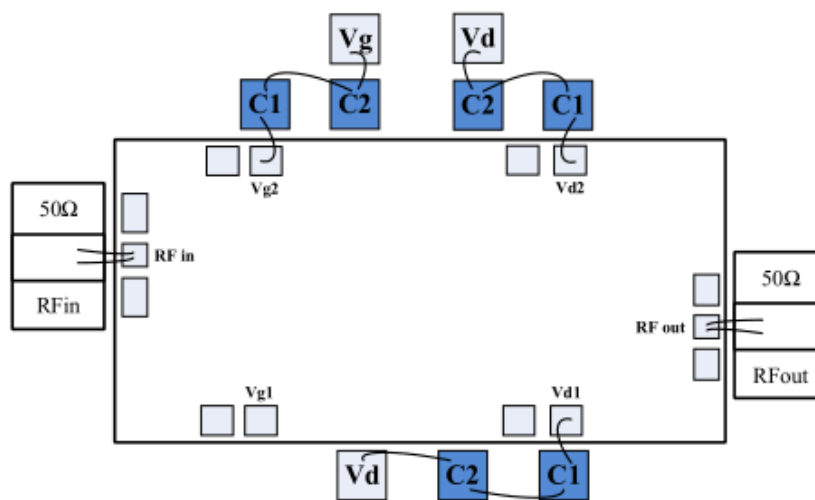 Vg
Vd
C1
C2
C2
C1
Vg2
Vd2
50Ω
RF in
RFin
50Ω
RF out
RFout
Vg1
Vd1
Vd
C2
C1